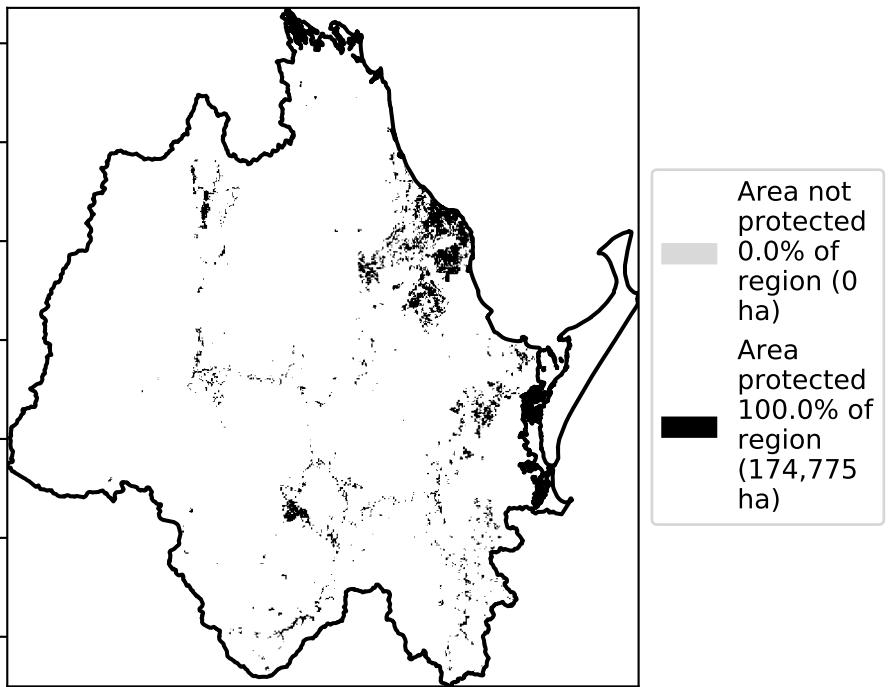 Area not
protected
0.0% of
region (0
ha)
Area
protected
100.0% of
region
(174,775
ha)